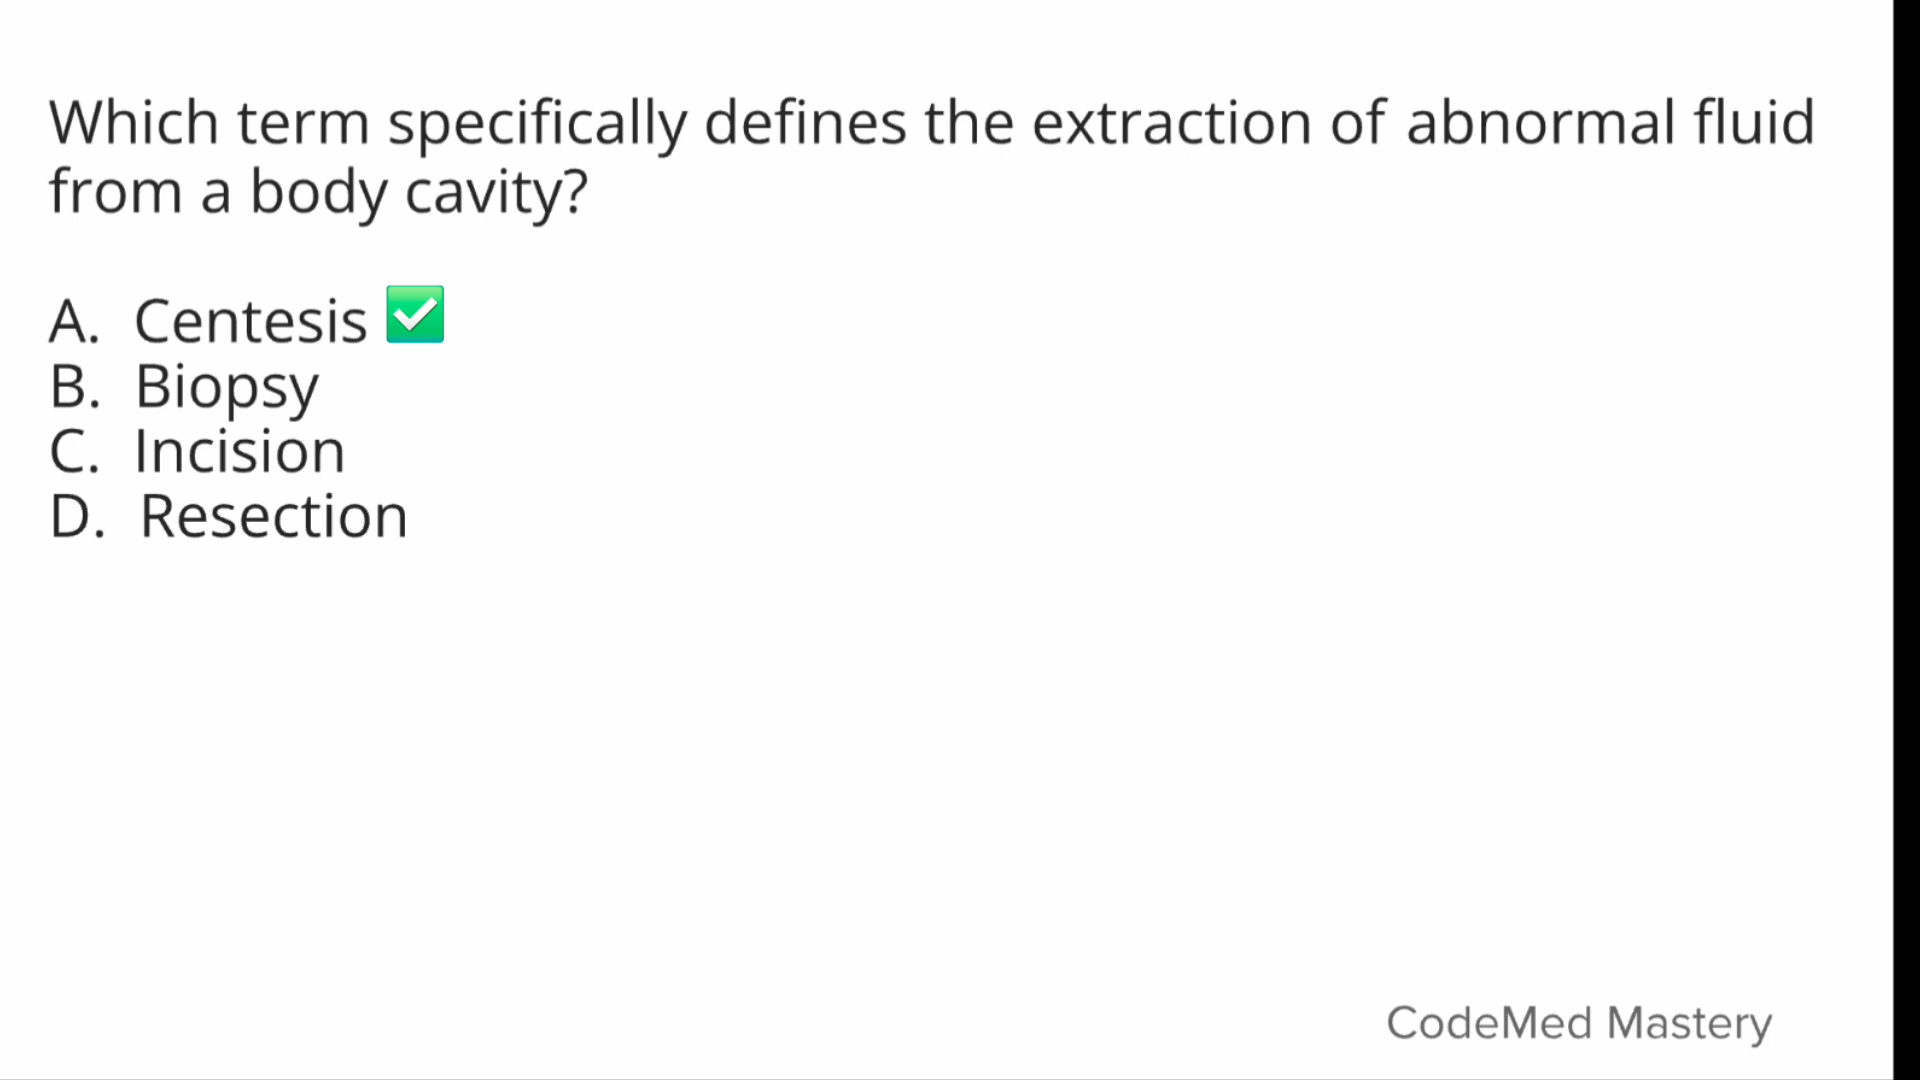 Which term specifically defines the extraction of abnormal fluid
from a body cavity?
A. Centesis ✅
B. Biopsy
C. Incision
D. Resection
CodeMed Mastery